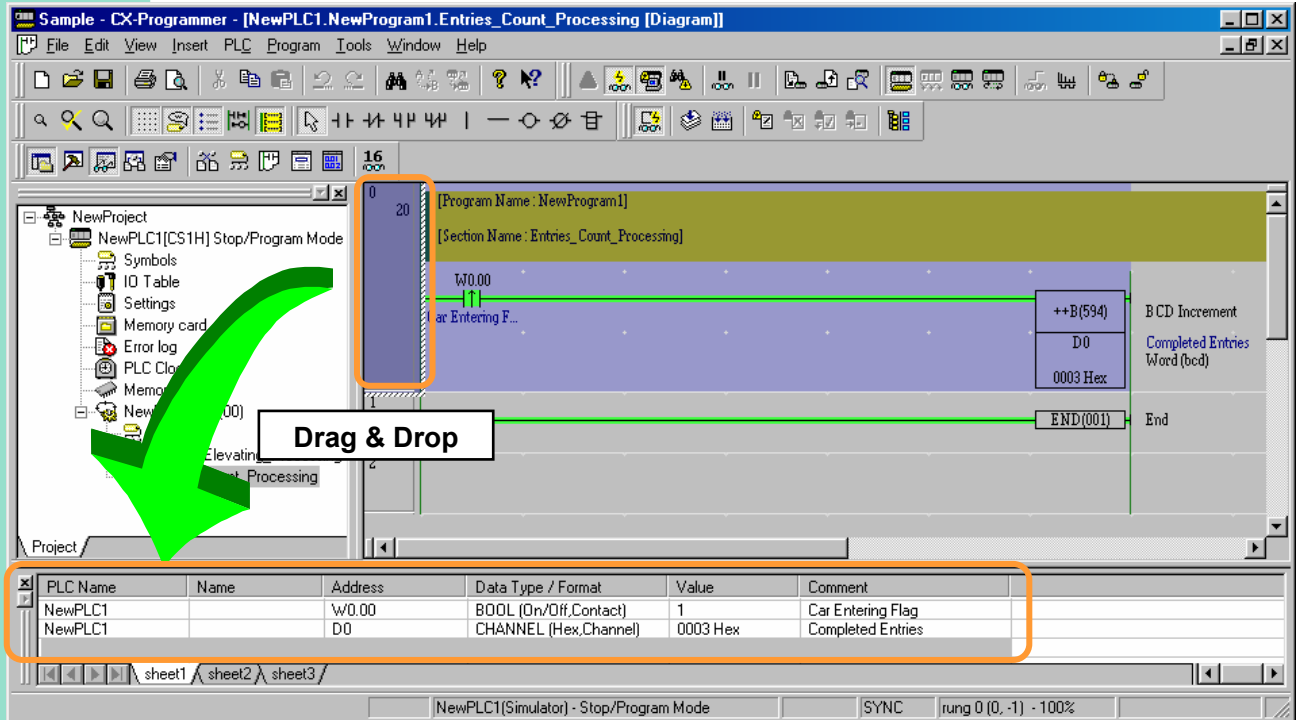 Sample - CX-Programmer - [NewPLC1.NewProgram1.Entries_Count_Processing [Diagram]]
File Edit View Insert PLC Program Tools Window Help
16
NewProject
NewPLC1[CS1H] Stop/Program Mode
Symbols
IO Table
Settings
Memory card
Error log
PLC Cloc
Memo
New
00)
Elevating_
Processing
Project
0
20
[Program Name : NewProgram1]
[Section Name : Entries_Count_Processing]
W0.00
ar Entering F...
++B(594)
BCD Increment
D0
Completed Entries
Word (bcd)
0003 Hex
1
END(001)
End
2
Drag & Drop
PLC Name Name Address Data Type / Format Value Comment
NewPLC1 W0.00 BOOL (On/Off,Contact) 1 Car Entering Flag
NewPLC1 D0 CHANNEL (Hex,Channel) 0003 Hex Completed Entries
sheet1 sheet2 sheet3
NewPLC1(Simulator) - Stop/Program Mode SYNC rung 0 (0, -1) - 100%